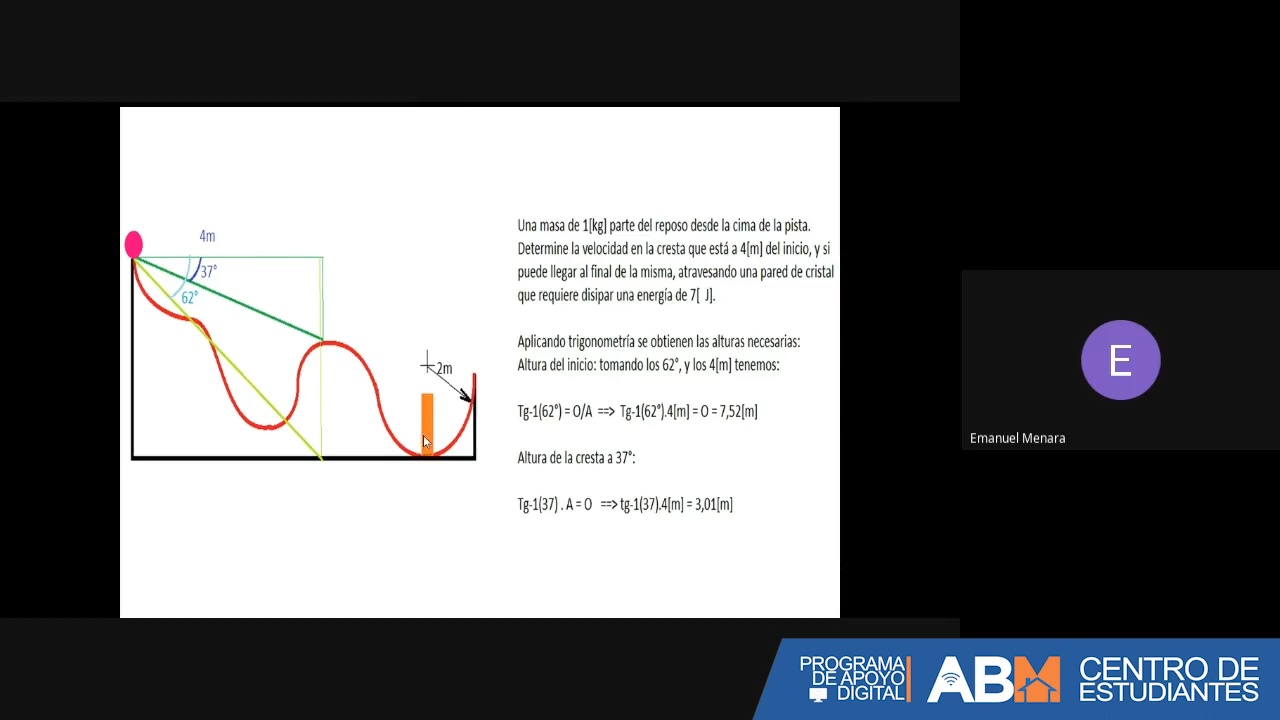 4m
37°
62°
2m
Una masa de 1[kg] parte del reposo desde la cima de la pista.
Determine la velocidad en la cresta que está a 4[m] del inicio, y si
puede llegar al final de la misma, atravesando una pared de cristal
que requiere disipar una energía de 7[ J].
Aplicando trigonometría se obtienen las alturas necesarias:
Altura del inicio: tomando los 62°, y los 4[m] tenemos:
Tg-1(62°) = O/A ==> Tg-1(62°).4[m] = O = 7,52[m]
Altura de la cresta a 37°:
Tg-1(37) . A = O ==> tg-1(37).4[m] = 3,01[m]
E
Emanuel Menara
PROGRAMA
DE APOYO
DIGITAL
ABM
CENTRO DE
ESTUDIANTES